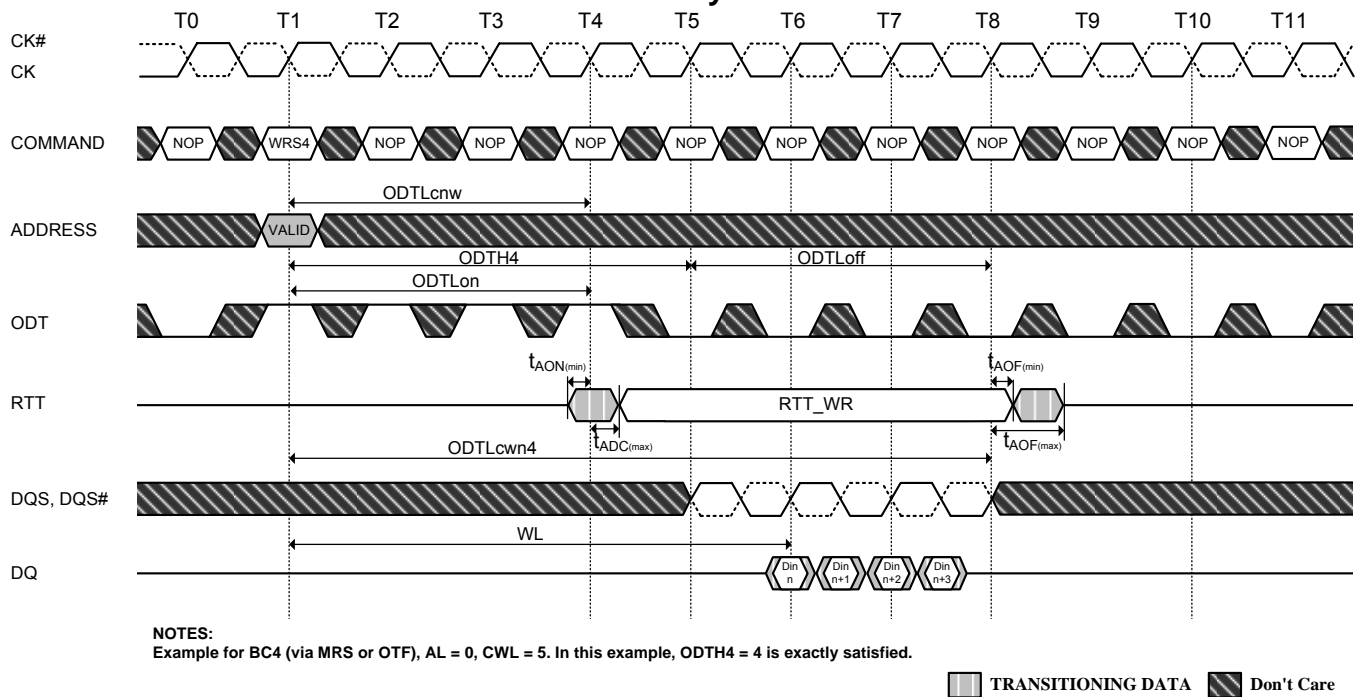 T0 T1 T2 T3 T4 T5 T6 T7 T8 T9 T10 T11
CK#
CK
COMMAND NOP WRS4 NOP NOP NOP NOP NOP NOP NOP NOP NOP NOP
ODTLcnw
ADDRESS VALID
ODTH4 ODTLoff
ODTLon
ODT
tAON(min) tAOF(min)
RTT RTT_WR
tADC(max) tAOF(max)
ODTLcwn4
DQS, DQS#
WL
DQ Din n Din n+1 Din n+2 Din n+3
NOTES:
Example for BC4 (via MRS or OTF), AL = 0, CWL = 5. In this example, ODTH4 = 4 is exactly satisfied.
TRANSITIONING DATA Don't Care